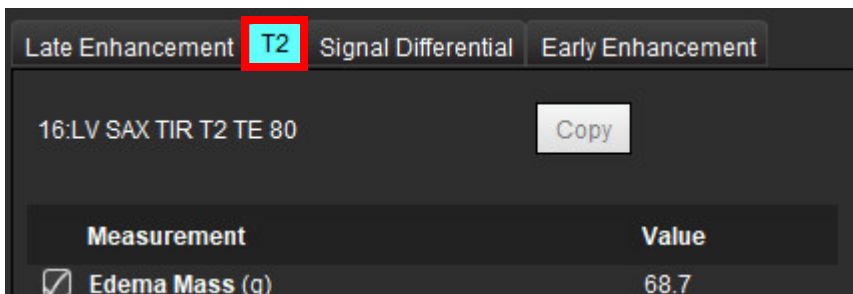 Late Enhancement T2 Signal Differential Early Enhancement
16:LV SAX TIR T2 TE 80 Copy
Measurement Value
Edema Mass (g) 68.7